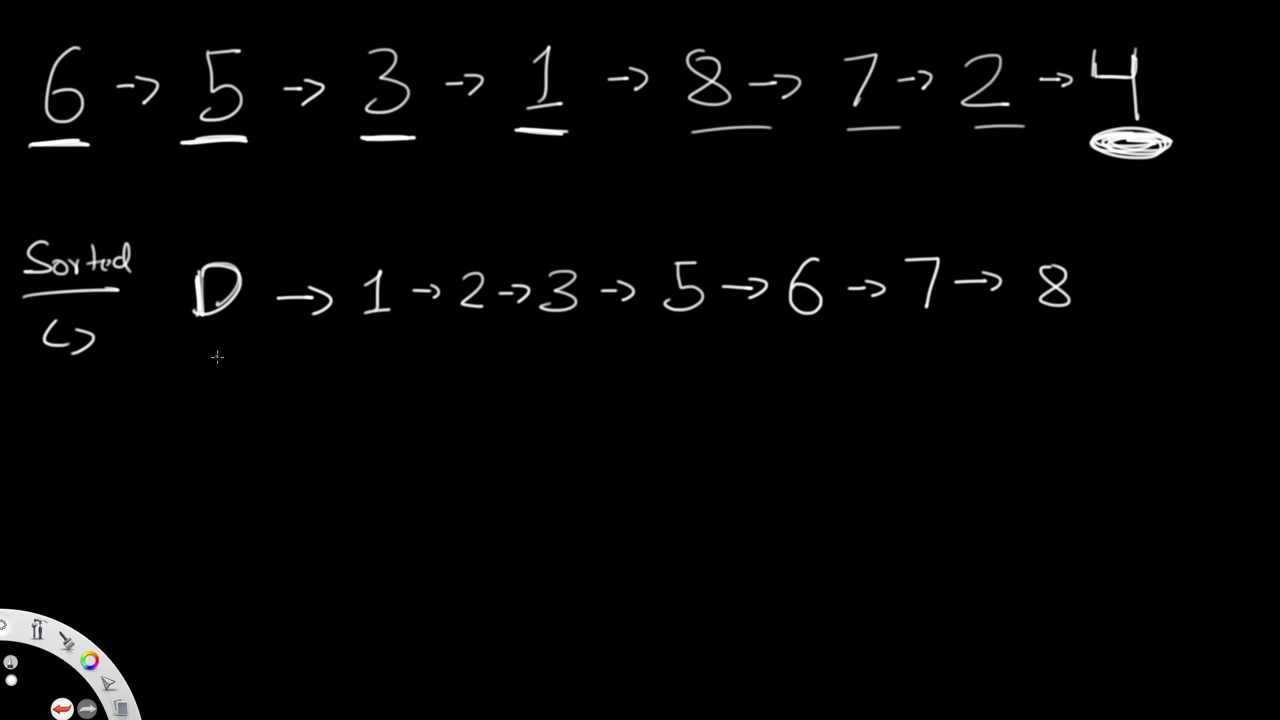 6 → 5 → 3 → 1 → 8 → 7 → 2 → 4
Sorted D → 1 → 2 → 3 → 5 → 6 → 7 → 8